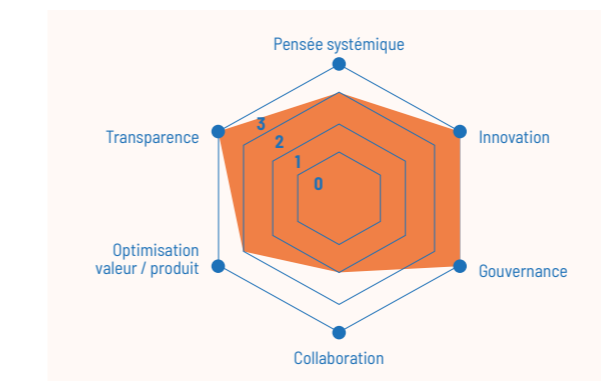 Pensée systémique
Transparence
3
Innovation
2
1
0
Optimisation
valeur / produit
Gouvernance
Collaboration